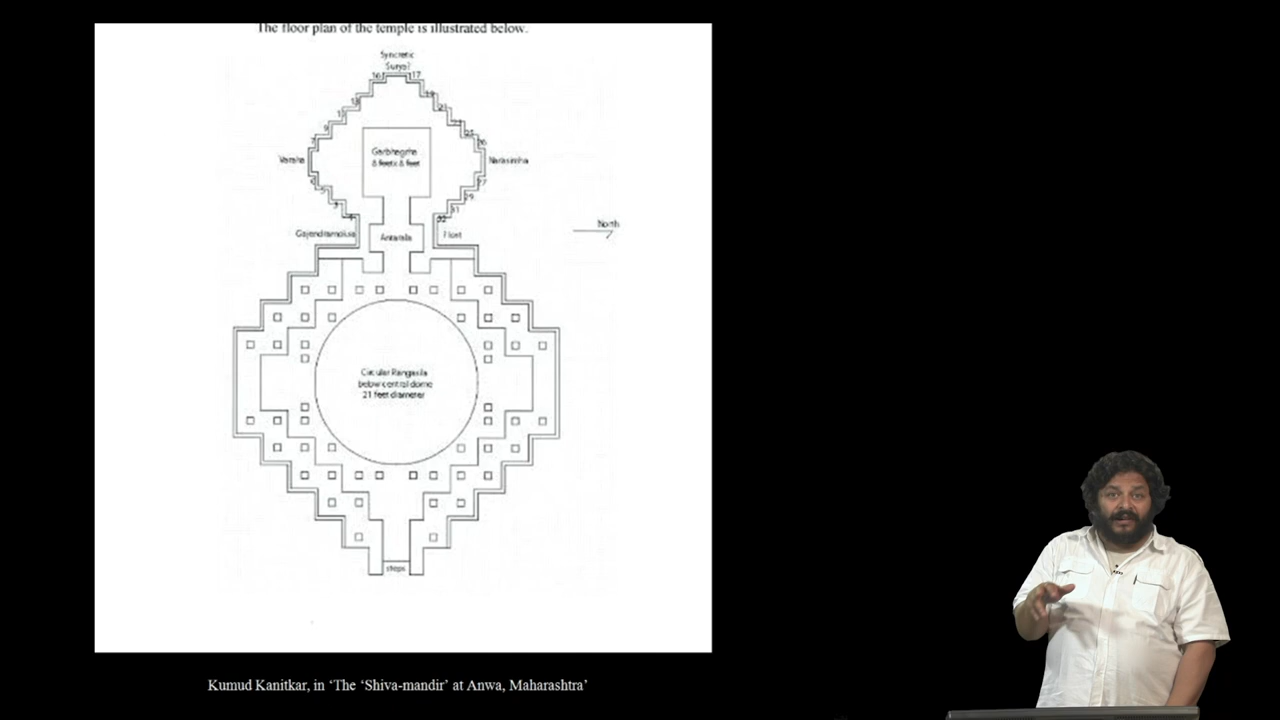 The floor plan of the temple is illustrated below.
Syncretic
Surya?
16 17
Varaha
Garbhagriha
8 feetx 8 feet
Narasimha
North
Gajendramoksa
Antarala
? lost
Circular Rangasila
below central dome
21 feet diameter
steps
Kumud Kanitkar, in ‘The ‘Shiva-mandir’ at Anwa, Maharashtra’